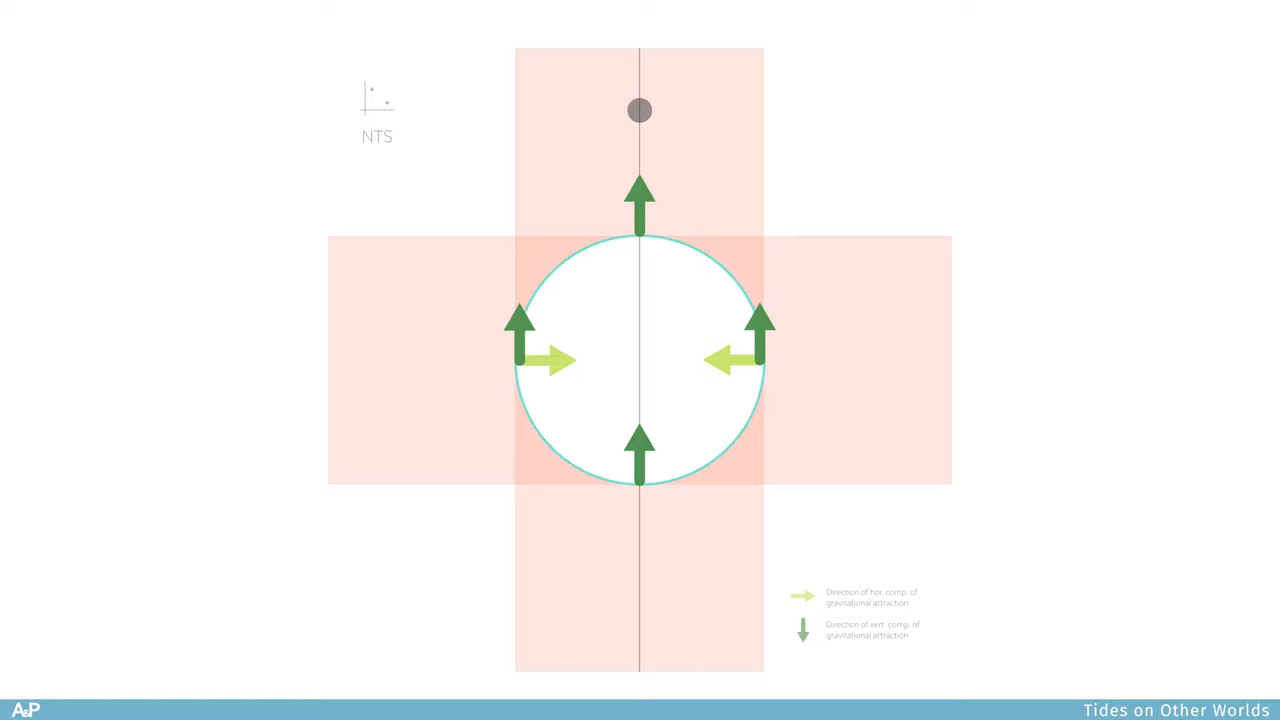 NTS
Direction of hor. comp. of
gravitational attraction
Direction of vert. comp. of
gravitational attraction
A&P
Tides on Other Worlds